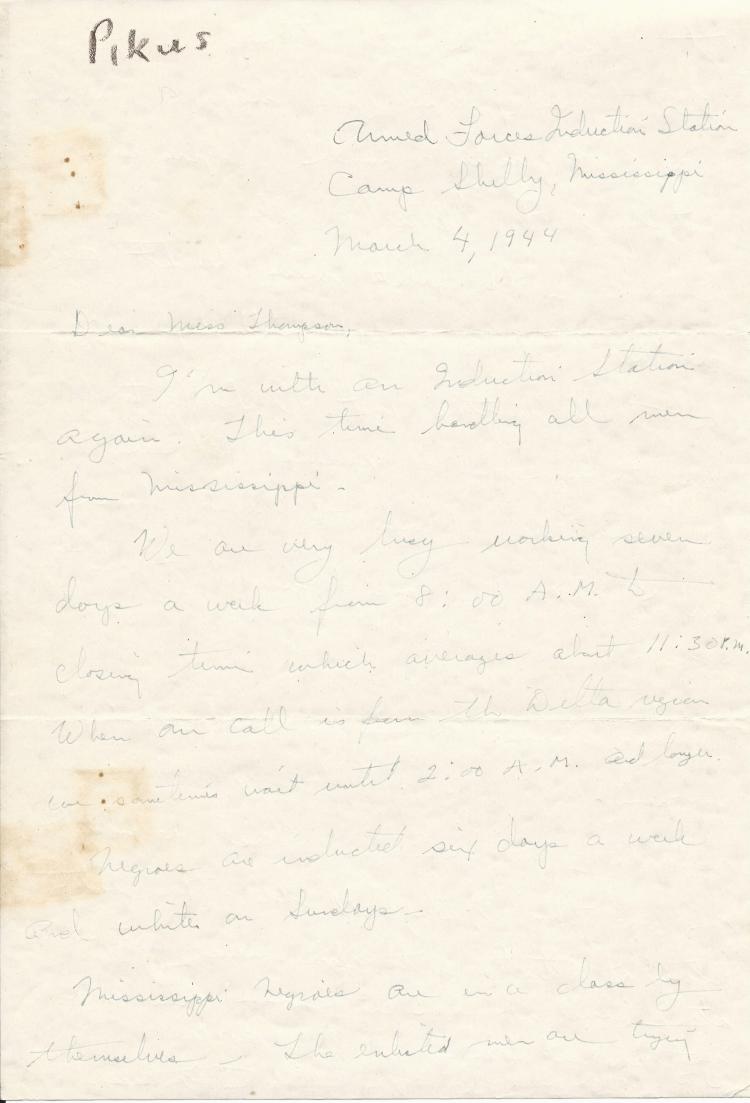 Pikus
Armed Forces Induction Station
Camp Shelby, Mississippi
March 4, 1944
Dear Miss Thompson,
I'm with an Induction Station
again. This time handling all men
from Mississippi.
We are very busy working seven
days a week from 8:00 A.M. to
closing time which averages about 11:30 P.M.
When our call is from the Delta region
we sometimes wait until 2:00 A.M. and longer.
Negroes are inducted six days a week
and whites on Sundays.
Mississippi Negroes are in a class by
themselves. The enlisted men are trying